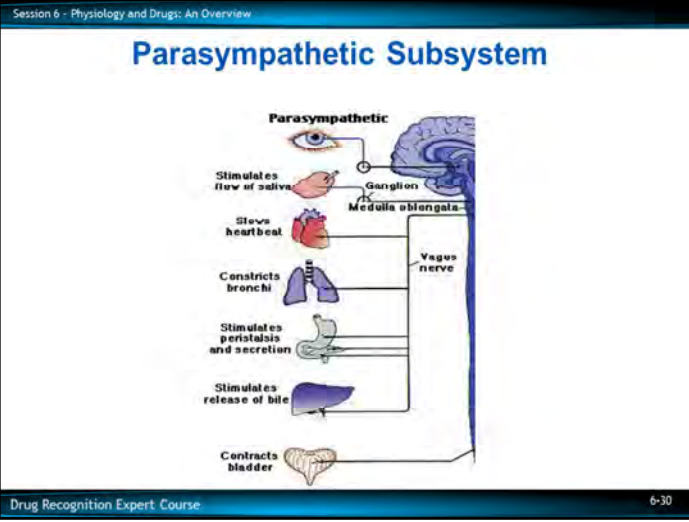 Session 6 - Physiology and Drugs: An Overview
Parasympathetic Subsystem
Parasympathetic
Stimulates
flow of saliva
Ganglion
Medulla oblongata
Slows
heartbeat
Vagus
nerve
Constricts
bronchi
Stimulates
peristalsis
and secretion
Stimulates
release of bile
Contracts
bladder
Drug Recognition Expert Course
6-30